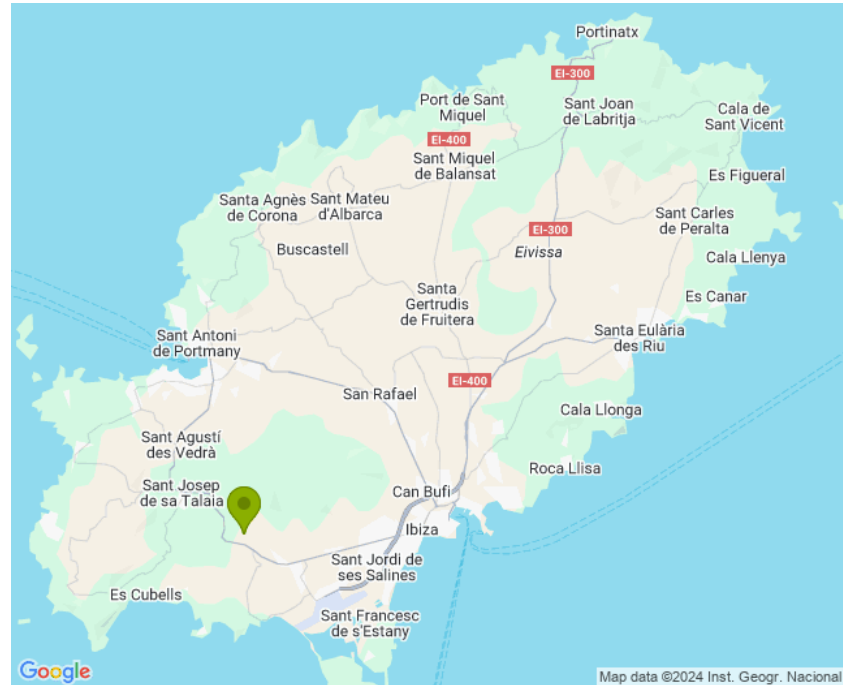 Portinatx
EI-300
Port de Sant
Miquel
Sant Joan
de Labritja
Cala de
Sant Vicent
EI-400
Sant Miquel
de Balansat
Es Figueral
Santa Agnès
de Corona
Sant Mateu
d'Albarca
Sant Carles
de Peralta
EI-300
Buscastell
Eivissa
Cala Llenya
Santa
Gertrudis
de Fruitera
Es Canar
Sant Antoni
de Portmany
Santa Eulària
des Riu
EI-400
San Rafael
Cala Llonga
Sant Agustí
des Vedrà
Roca Llisa
Sant Josep
de sa Talaia
Can Bufi
Ibiza
Sant Jordi de
ses Salines
Es Cubells
Sant Francesc
de s'Estany
Google
Map data ©2024 Inst. Geogr. Nacional